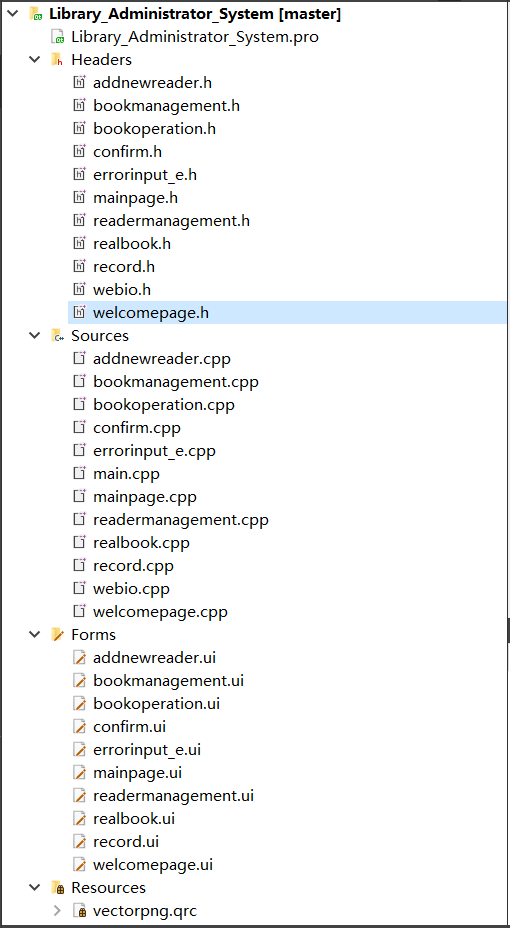 Library_Administrator_System [master]
Library_Administrator_System.pro
Headers
addnewreader.h
bookmanagement.h
bookoperation.h
confirm.h
errorinput_e.h
mainpage.h
readermanagement.h
realbook.h
record.h
webio.h
welcomepage.h
Sources
addnewreader.cpp
bookmanagement.cpp
bookoperation.cpp
confirm.cpp
errorinput_e.cpp
main.cpp
mainpage.cpp
readermanagement.cpp
realbook.cpp
record.cpp
webio.cpp
welcomepage.cpp
Forms
addnewreader.ui
bookmanagement.ui
bookoperation.ui
confirm.ui
errorinput_e.ui
mainpage.ui
readermanagement.ui
realbook.ui
record.ui
welcomepage.ui
Resources
vectorpng.qrc